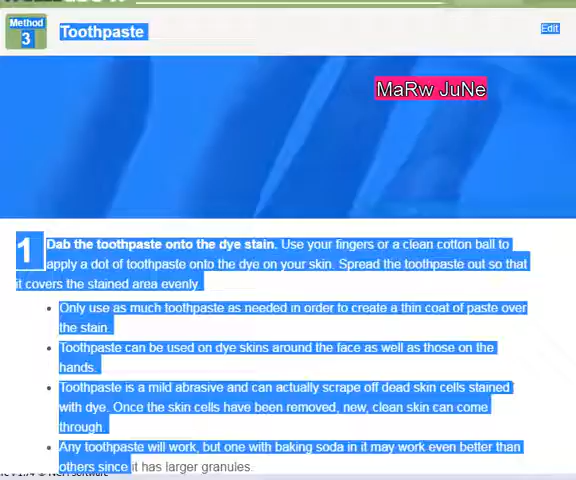 Method
3
Toothpaste
Edit
MaRw JuNe
1 Dab the toothpaste onto the dye stain. Use your fingers or a clean cotton ball to
apply a dot of toothpaste onto the dye on your skin. Spread the toothpaste out so that
it covers the stained area evenly.
Only use as much toothpaste as needed in order to create a thin coat of paste over
the stain.
Toothpaste can be used on dye skins around the face as well as those on the
hands.
Toothpaste is a mild abrasive and can actually scrape off dead skin cells stained
with dye. Once the skin cells have been removed, new, clean skin can come
through.
Any toothpaste will work, but one with baking soda in it may work even better than
others since it has larger granules.